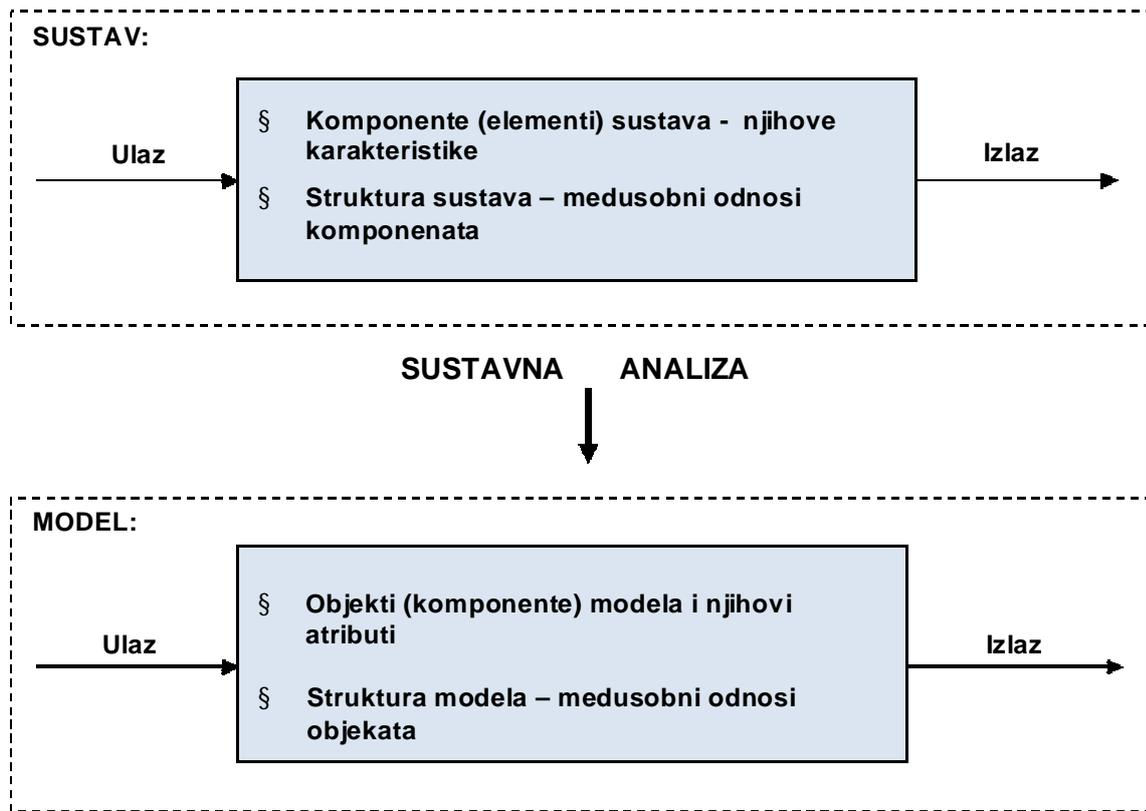 SUSTAV:
§ Komponente (elementi) sustava - njihove
karakteristike
Ulaz
Izlaz
§ Struktura sustava – medusobni odnosi
komponenata
SUSTAVNA ANALIZA
MODEL:
§ Objekti (komponente) modela i njihovi
atributi
Ulaz
Izlaz
§ Struktura modela – medusobni odnosi
objekata